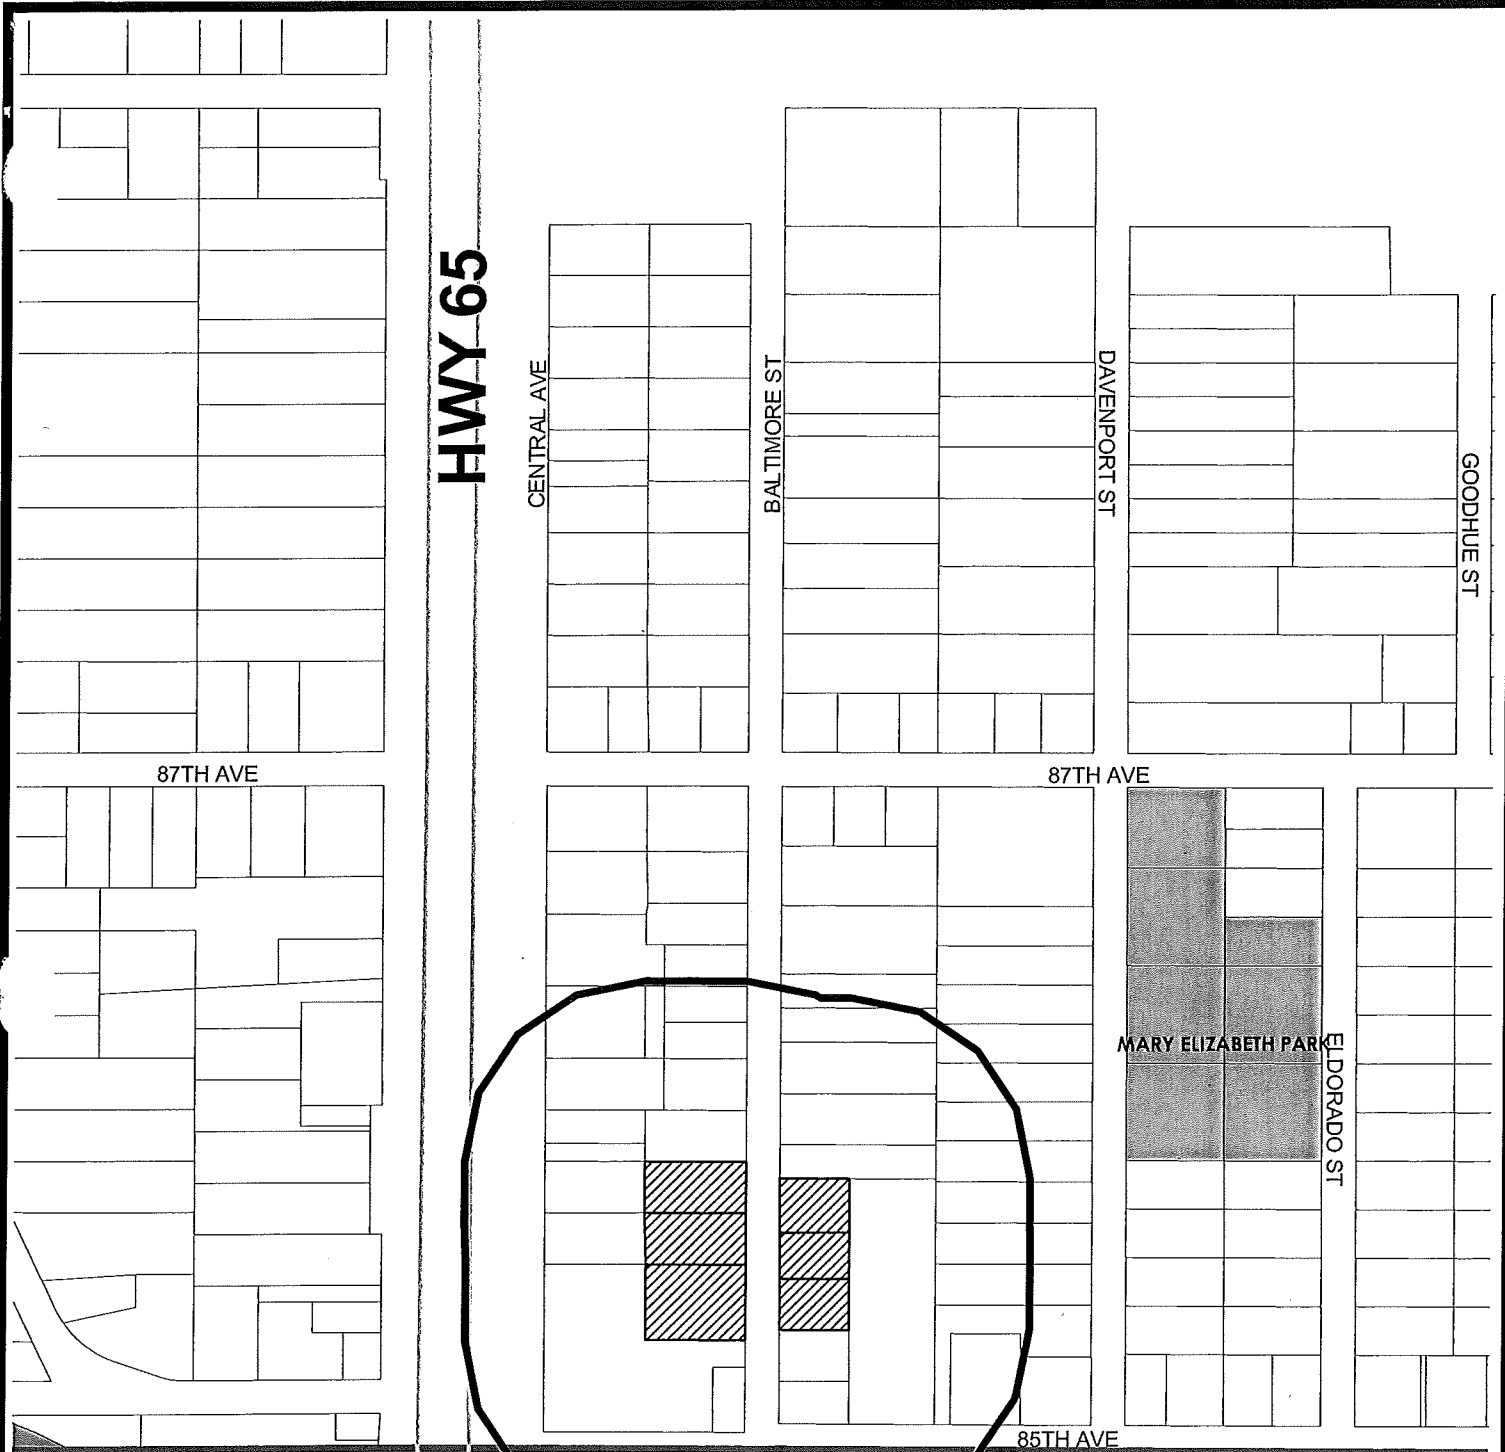 HWY 65
CENTRAL AVE
BALTIMORE ST
DAVENPORT ST
GOODHUE ST
87TH AVE
87TH AVE
MARY ELIZABETH PARK
ELDORADO ST
85TH AVE